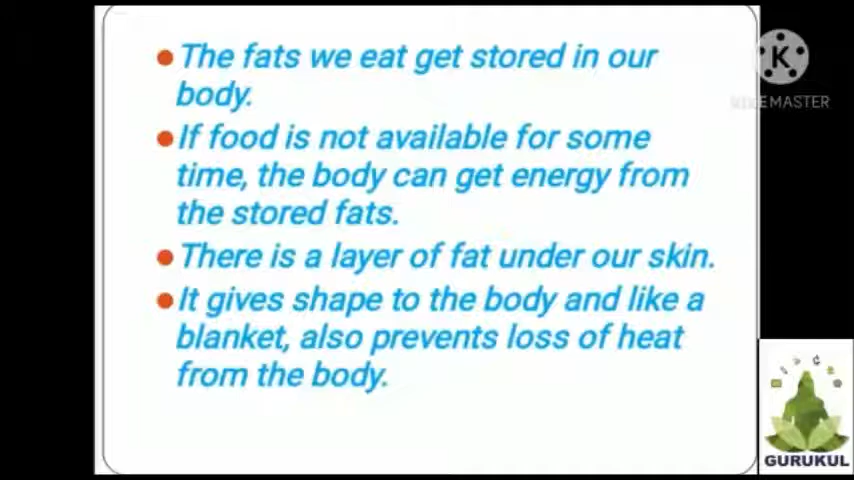 The fats we eat get stored in our
body.
If food is not available for some
time, the body can get energy from
the stored fats.
There is a layer of fat under our skin.
It gives shape to the body and like a
blanket, also prevents loss of heat
from the body.
K
KINEMASTER
GURUKUL